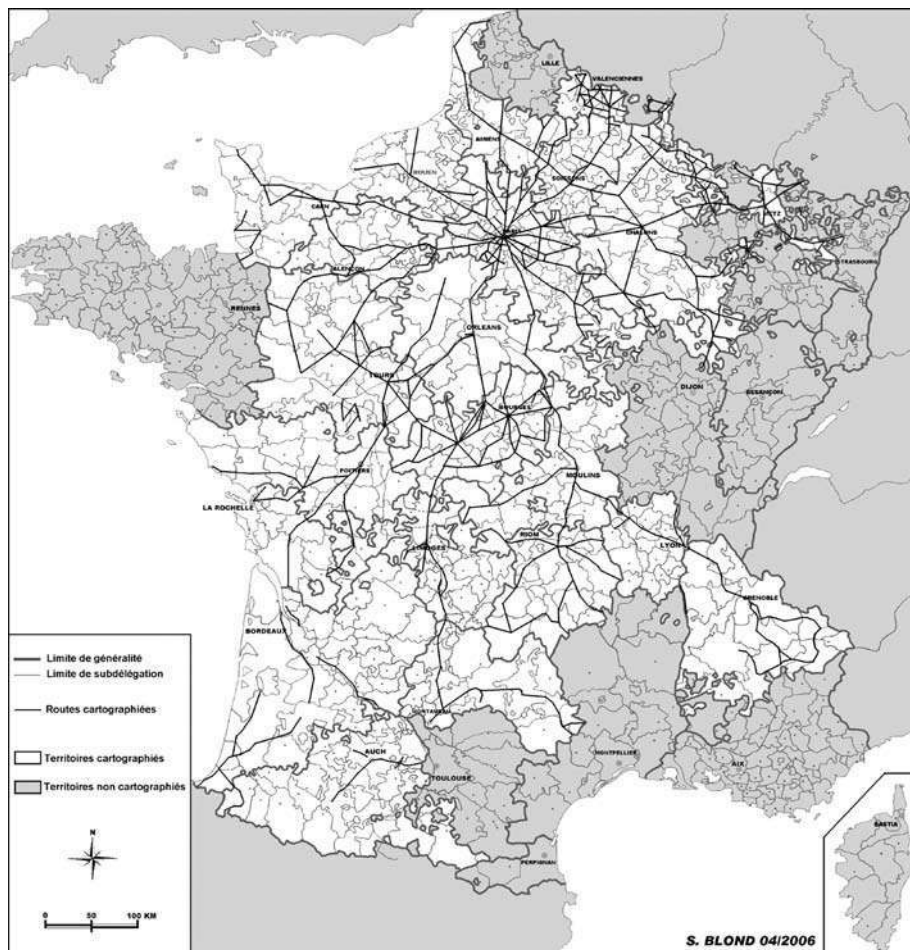 LILLE
VALENCIENNES
AMIENS
ROUEN
SOISSONS
CAEN
METZ
CHALONS
STRASBOURG
ALENÇON
RENNES
ORLEANS
TOURS
DIJON
BESANCON
BOURGES
POITIERS
MOULINS
LA ROCHELLE
LIMOGES
RIOM
LYON
GRENOBLE
BORDEAUX
MONTAUBAN
AUCH
TOULOUSE
MONTPELLIER
AIX
PERPIGNAN
BASTIA
Limite de généralité
Limite de subdélégation
Routes cartographiées
Territoires cartographiés
Territoires non cartographiés
N
0 50 100 KM
S. BLOND 04/2006